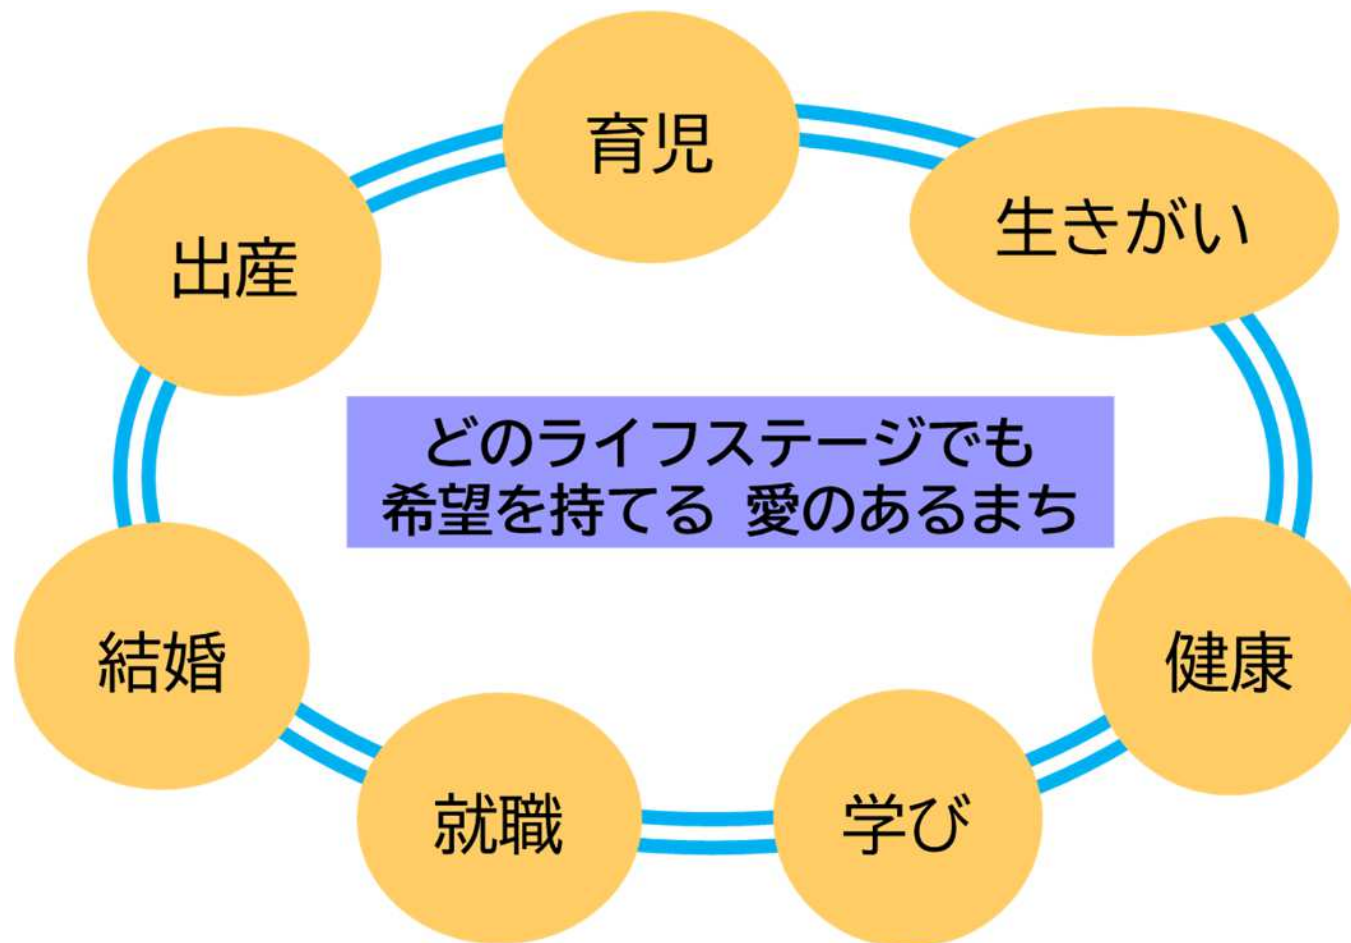 育児
生きがい
出産
どのライフステージでも
希望を持てる 愛のあるまち
結婚
健康
就職
学び